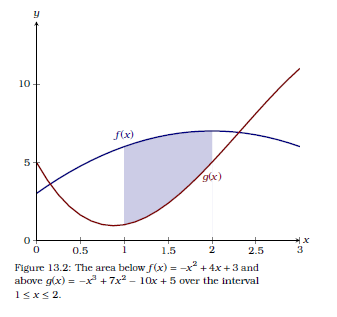 y
10
f(x)
5
g(x)
0
x
0 0.5 1 1.5 2 2.5 3
Figure 13.2: The area below f(x) = −x² + 4x + 3 and
above g(x) = −x³ + 7x² − 10x + 5 over the interval
1 ≤ x ≤ 2.